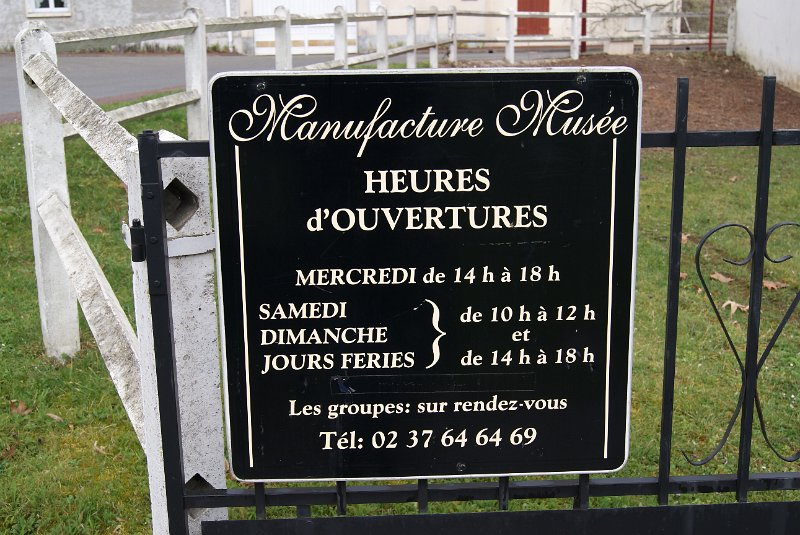 Manufacture Musée
HEURES
d'OUVERTURES
MERCREDI de 14 h à 18 h
SAMEDI
DIMANCHE
JOURS FERIES
de 10 h à 12 h
et
de 14 h à 18 h
Les groupes: sur rendez-vous
Tél: 02 37 64 64 69